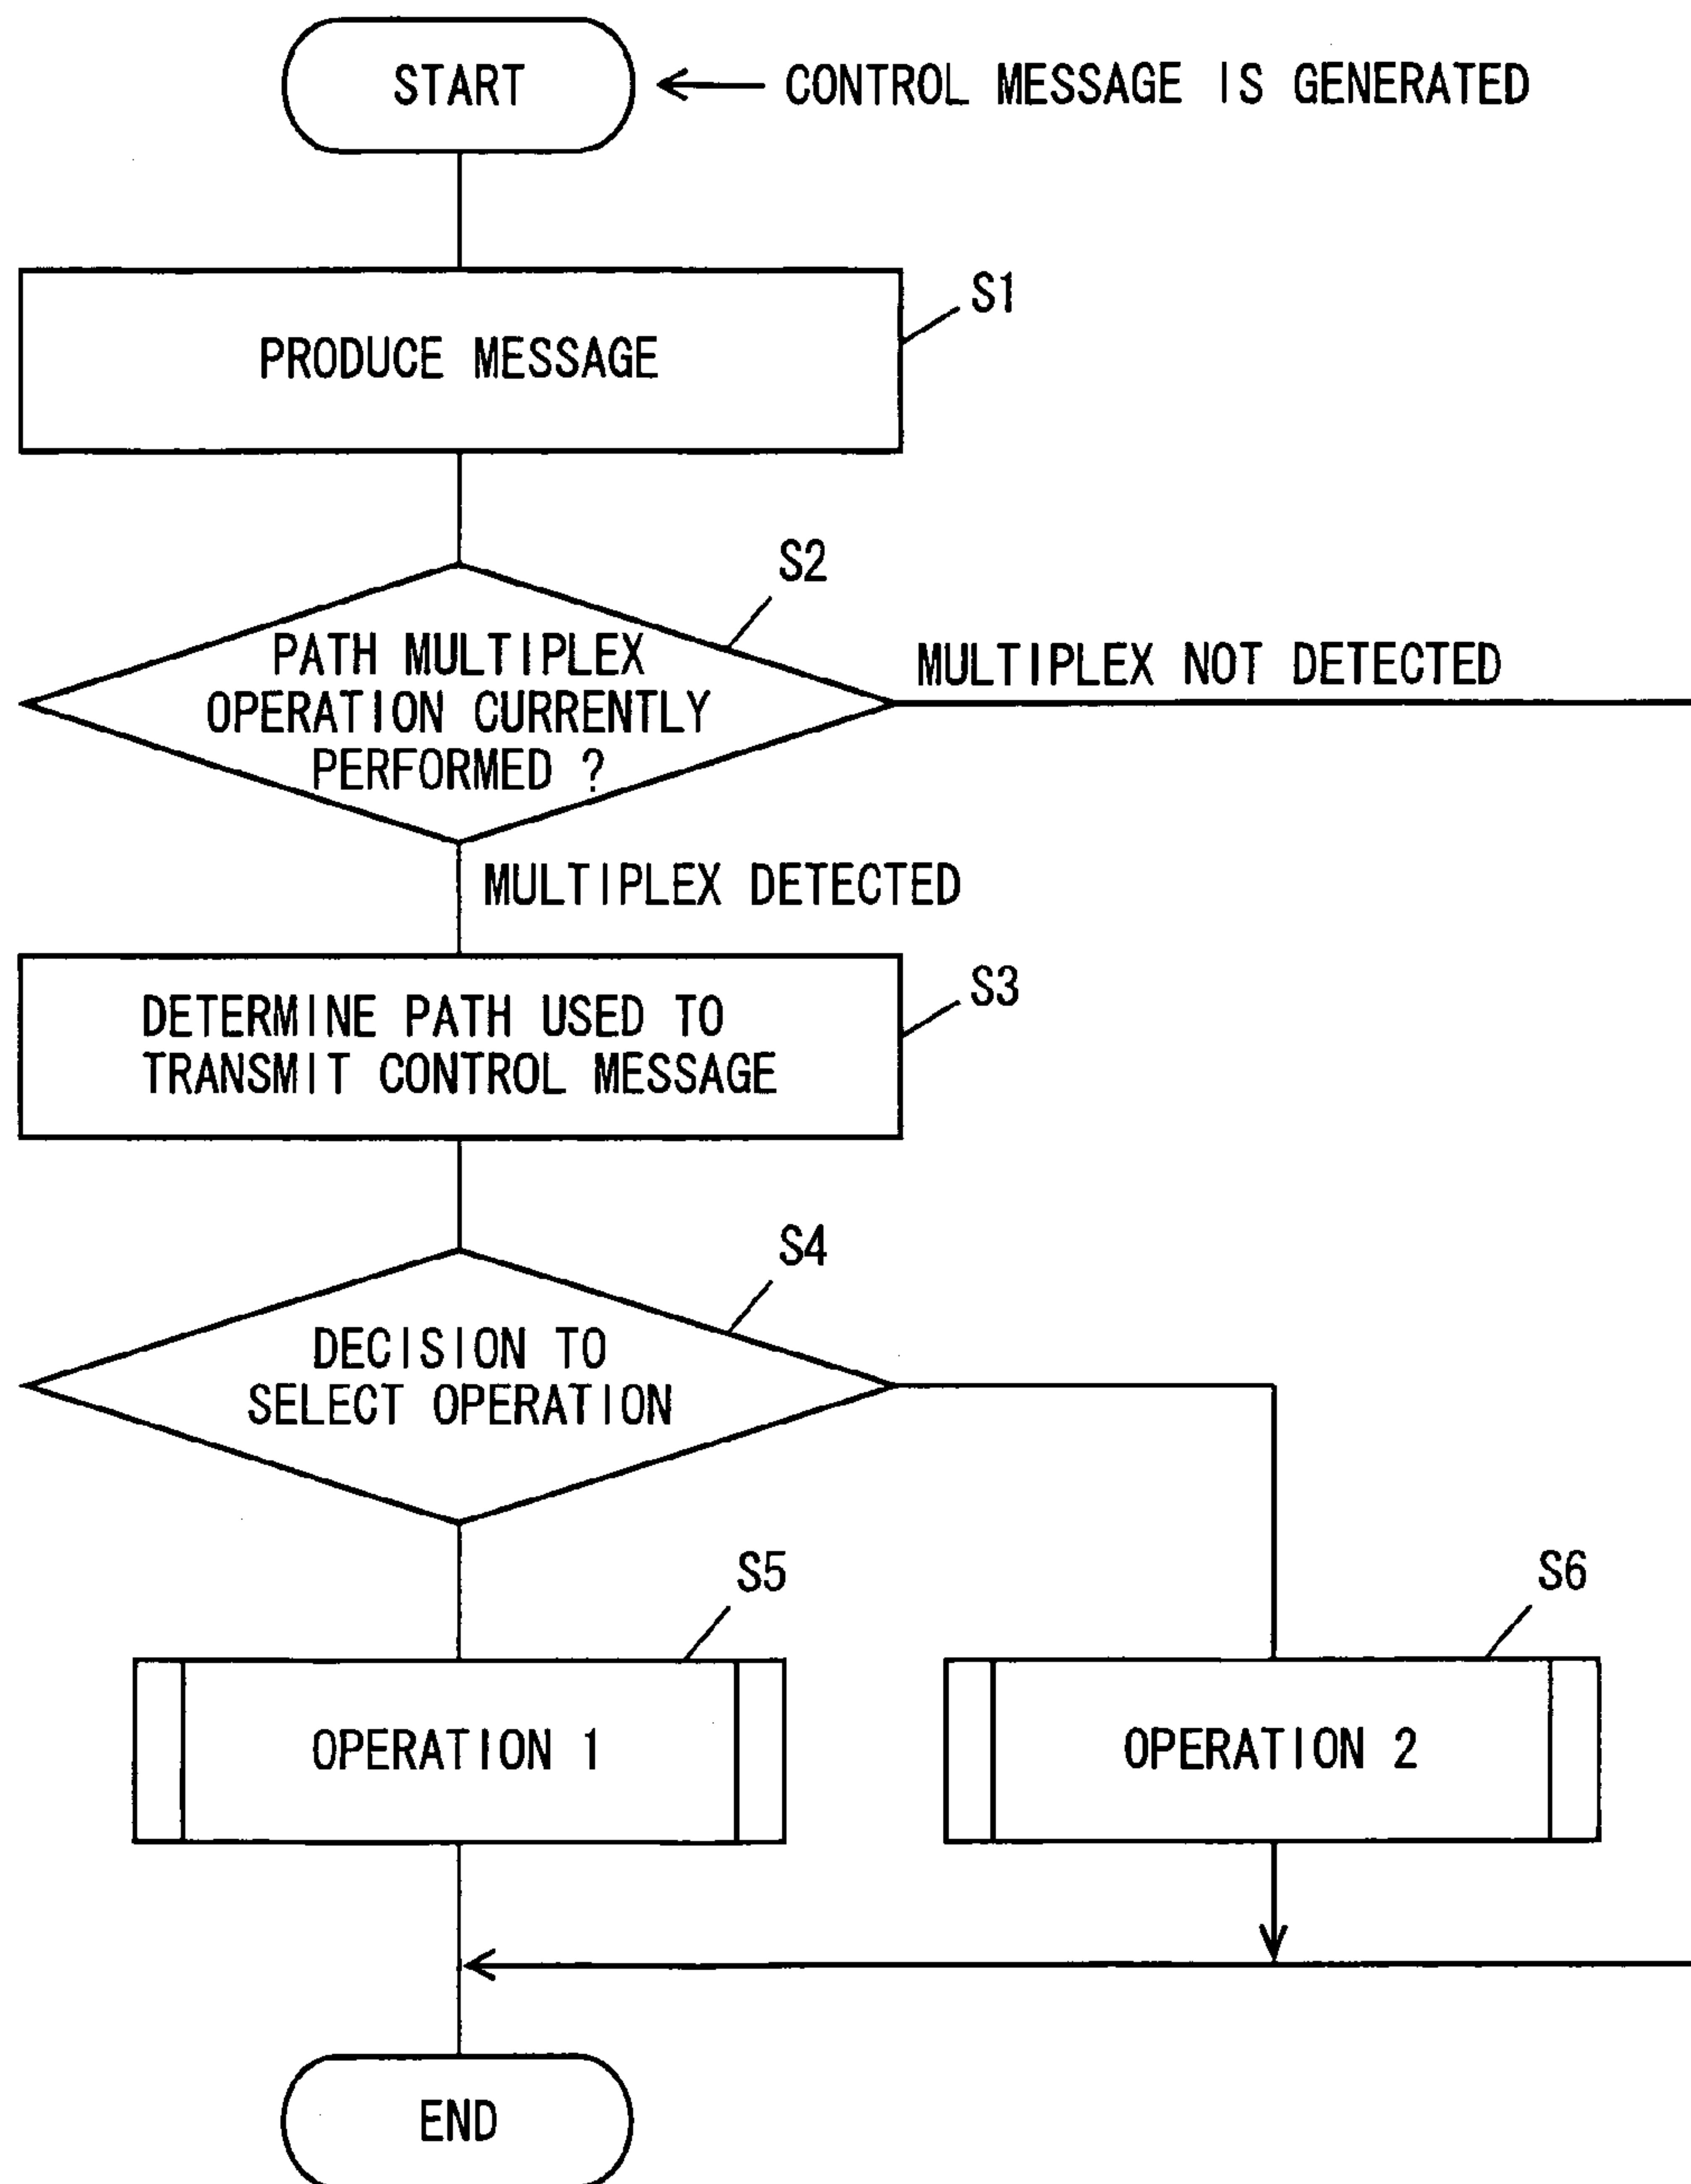 START
CONTROL MESSAGE IS GENERATED
PRODUCE MESSAGE
S1
S2
PATH MULTIPLEX
OPERATION CURRENTLY
PERFORMED ?
MULTIPLEX NOT DETECTED
MULTIPLEX DETECTED
S3
DETERMINE PATH USED TO
TRANSMIT CONTROL MESSAGE
S4
DECISION TO
SELECT OPERATION
S5
S6
OPERATION 1
OPERATION 2
END